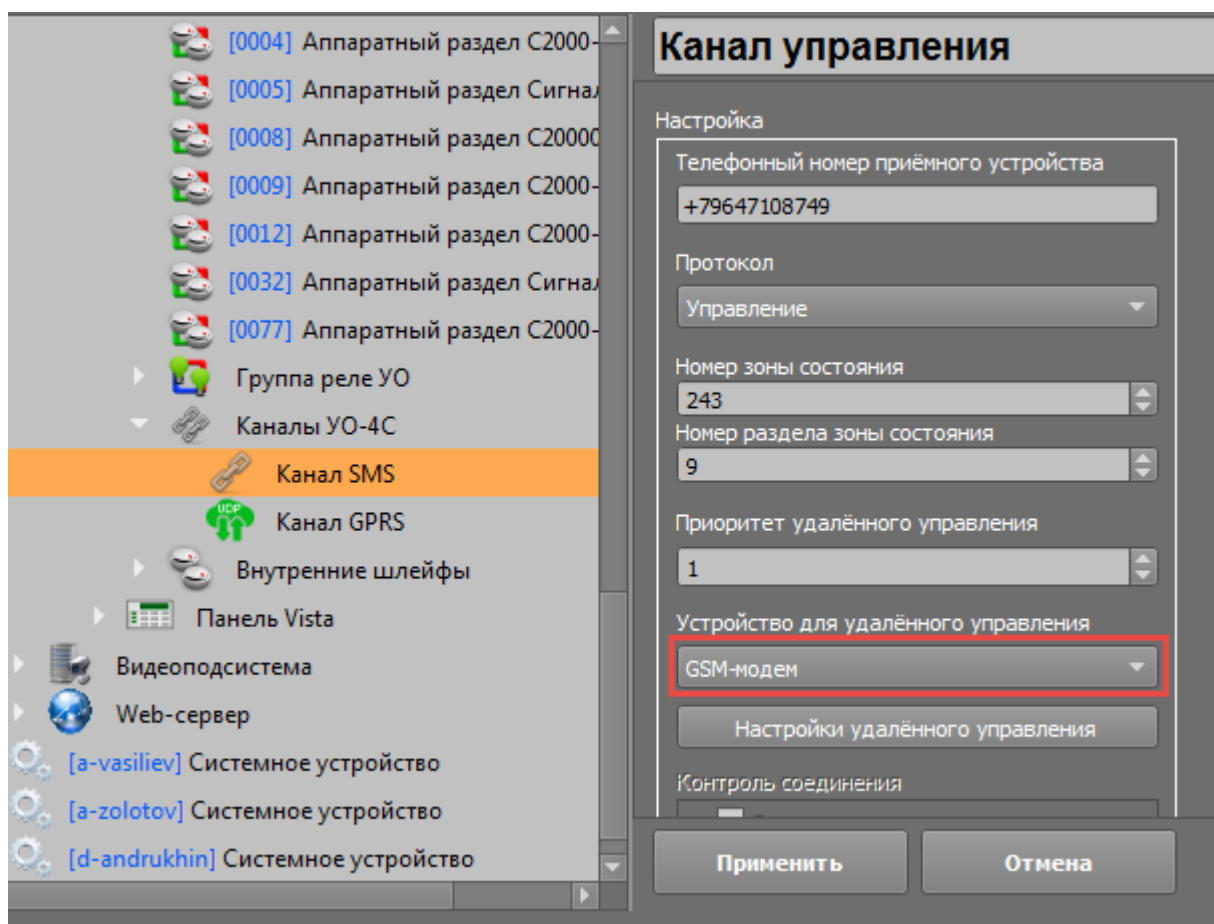 [0004] Аппаратный раздел С2000-
[0005] Аппаратный раздел Сигнал
[0008] Аппаратный раздел С20000
[0009] Аппаратный раздел С2000-
[0012] Аппаратный раздел С2000-
[0032] Аппаратный раздел Сигнал
[0077] Аппаратный раздел С2000-
Группа реле УО
Каналы УО-4С
Канал SMS
UDP
Канал GPRS
Внутренние шлейфы
Панель Vista
Видеоподсистема
Web-сервер
[a-vasiliev] Системное устройство
[a-zolotov] Системное устройство
[d-andrukhin] Системное устройство
Канал управления
Настройка
Телефонный номер приёмного устройства
+79647108749
Протокол
Управление
Номер зоны состояния
243
Номер раздела зоны состояния
9
Приоритет удалённого управления
1
Устройство для удалённого управления
GSM-модем
Настройки удалённого управления
Контроль соединения
Применить
Отмена